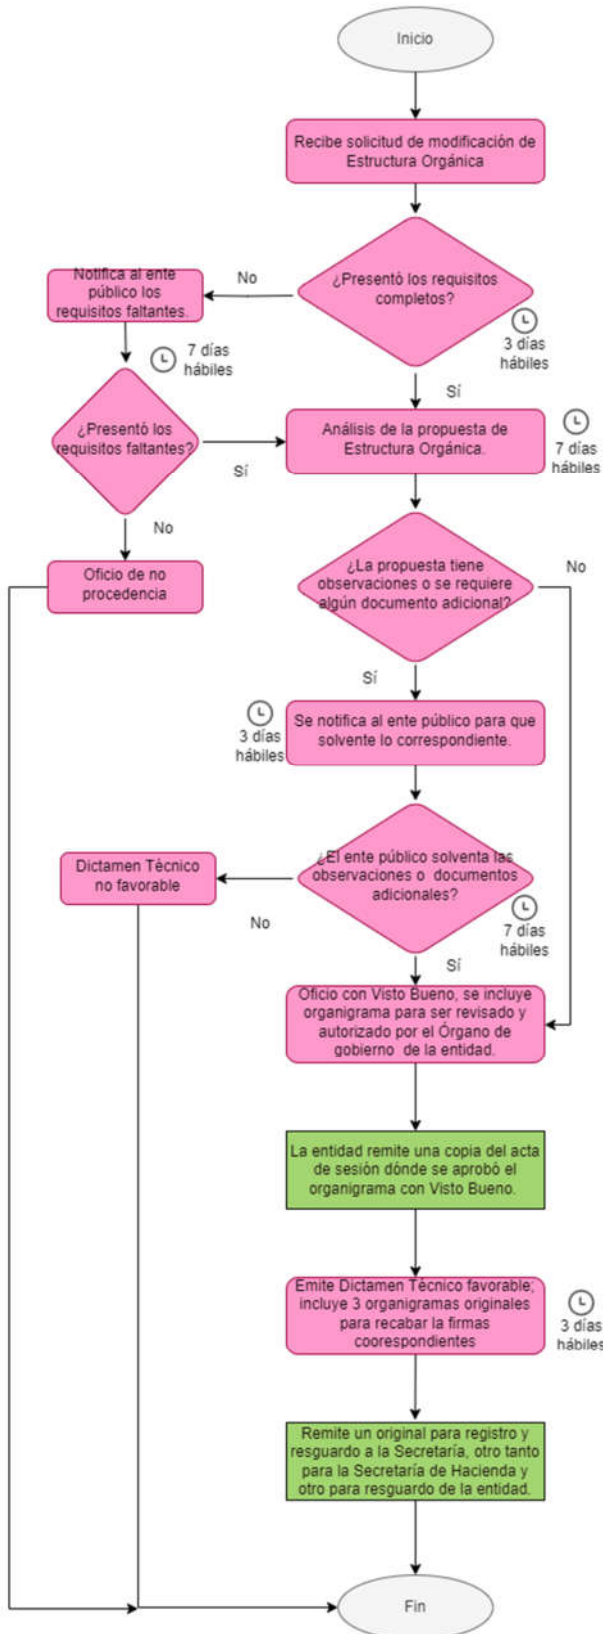 Inicio
Recibe solicitud de modificación de
Estructura Orgánica
¿Presentó los requisitos
completos?
3 días
hábiles
No
Notifica al ente
público los
requisitos faltantes.
7 días
hábiles
¿Presentó los
requisitos faltantes?
Sí
No
Oficio de no
procedencia
Sí
Análisis de la propuesta de
Estructura Orgánica.
7 días
hábiles
¿La propuesta tiene
observaciones o se requiere
algún documento adicional?
No
Sí
Se notifica al ente público para que
solvente lo correspondiente.
3 días
hábiles
¿El ente público solventa las
observaciones o documentos
adicionales?
7 días
hábiles
No
Dictamen Técnico
no favorable
Sí
Oficio con Visto Bueno, se incluye
organigrama para ser revisado y
autorizado por el Órgano de
gobierno de la entidad.
La entidad remite una copia del acta
de sesión dónde se aprobó el
organigrama con Visto Bueno.
Emite Dictamen Técnico favorable;
incluye 3 organigramas originales
para recabar la firmas
coorespondientes
3 días
hábiles
Remite un original para registro y
resguardo a la Secretaría, otro tanto
para la Secretaría de Hacienda y
otro para resguardo de la entidad.
Fin